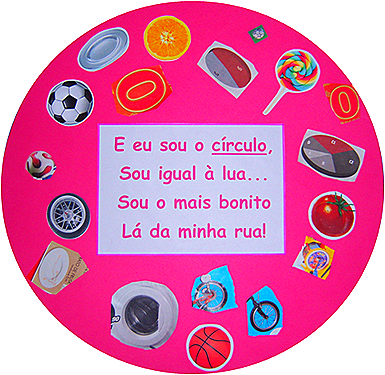 E eu sou o círculo,
Sou igual à lua...
Sou o mais bonito
Lá da minha rua!